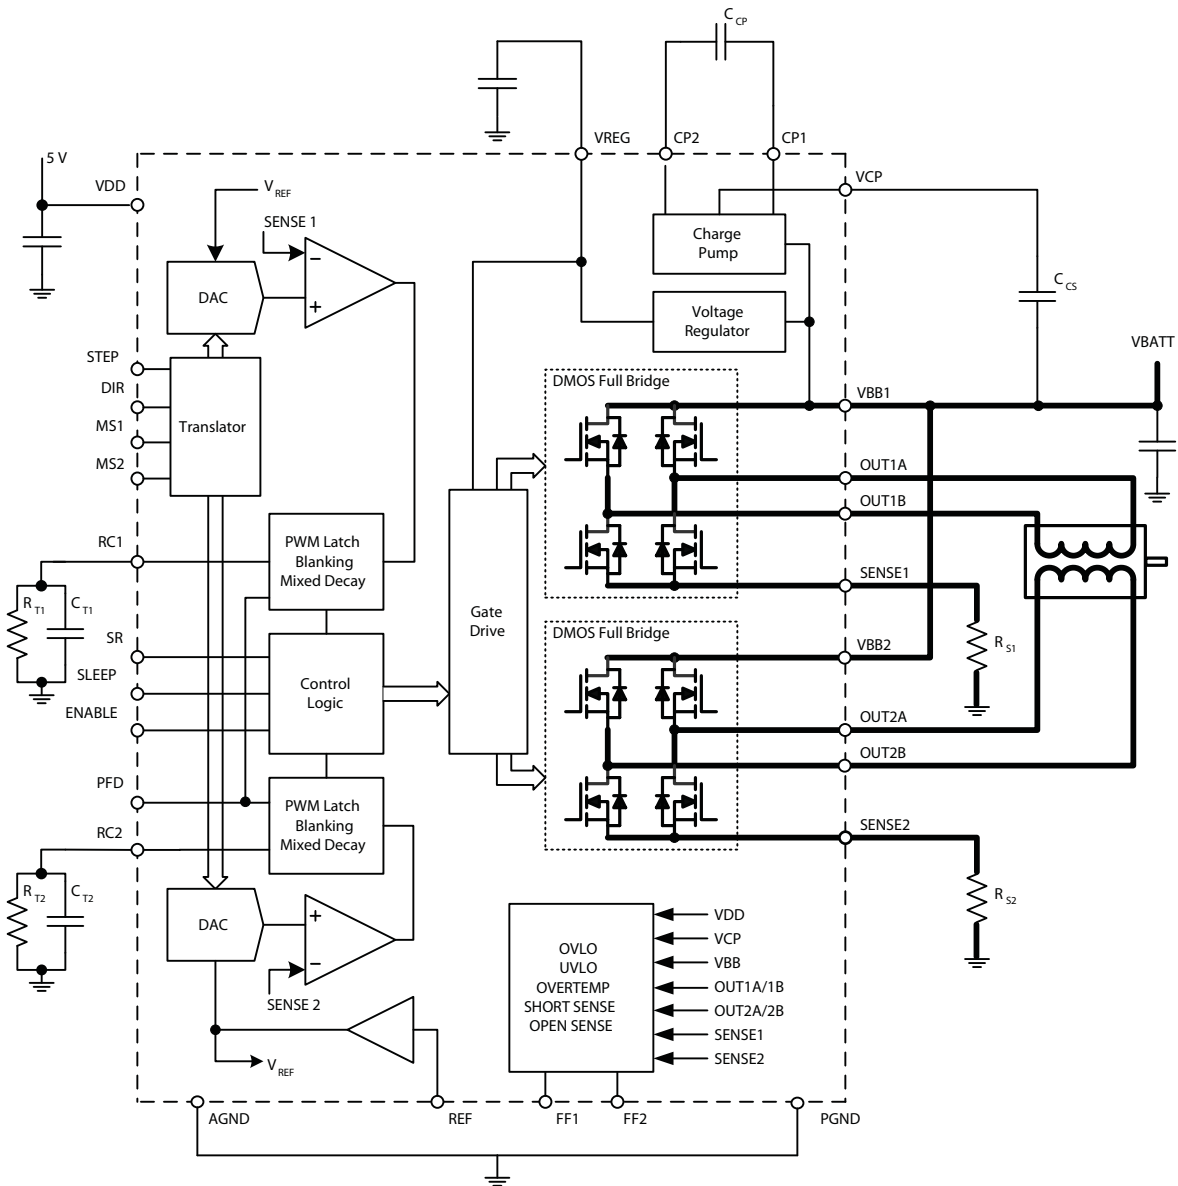 C CP
VREG
CP2
CP1
5 V
VDD
V REF
SENSE 1
VCP
DAC
Charge
Pump
C CS
Voltage
Regulator
VBATT
STEP
DIR
MS1
MS2
Translator
DMOS Full Bridge
VBB1
OUT1A
OUT1B
RC1
PWM Latch
Blanking
Mixed Decay
SENSE1
R T1
C T1
Gate
Drive
DMOS Full Bridge
R S1
SR
SLEEP
ENABLE
Control
Logic
VBB2
OUT2A
OUT2B
PFD
RC2
PWM Latch
Blanking
Mixed Decay
SENSE2
R T2
C T2
R S2
DAC
SENSE 2
V REF
OVLO
UVLO
OVERTEMP
SHORT SENSE
OPEN SENSE
VDD
VCP
VBB
OUT1A/1B
OUT2A/2B
SENSE1
SENSE2
AGND
REF
FF1
FF2
PGND
+
−
+
−